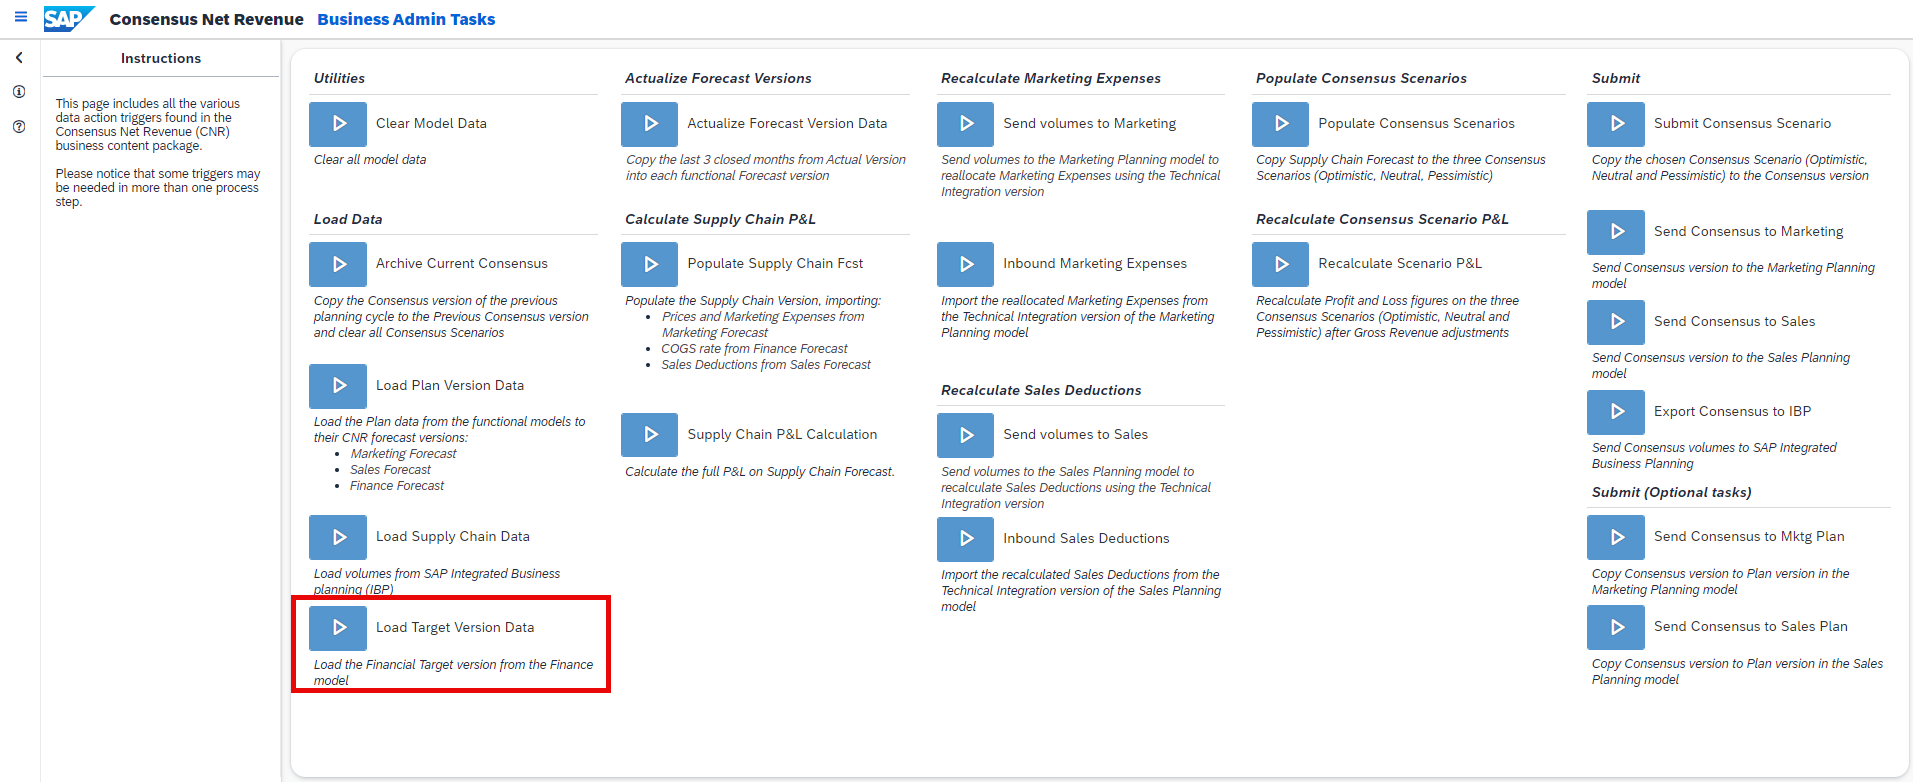 SAP Consensus Net Revenue Business Admin Tasks
Instructions
This page includes all the various
data action triggers found in the
Consensus Net Revenue (CNR)
business content package.
Please notice that some triggers may
be needed in more than one process
step.
Utilities
Clear Model Data
Clear all model data
Load Data
Archive Current Consensus
Copy the Consensus version of the previous
planning cycle to the Previous Consensus version
and clear all Consensus Scenarios
Load Plan Version Data
Load the Plan data from the functional models to
their CNR forecast versions:
• Marketing Forecast
• Sales Forecast
• Finance Forecast
Load Supply Chain Data
Load volumes from SAP Integrated Business
planning (IBP)
Load Target Version Data
Load the Financial Target version from the Finance
model
Actualize Forecast Versions
Actualize Forecast Version Data
Copy the last 3 closed months from Actual Version
into each functional Forecast version
Calculate Supply Chain P&L
Populate Supply Chain Fcst
Populate the Supply Chain Version, importing:
• Prices and Marketing Expenses from
Marketing Forecast
• COGS rate from Finance Forecast
• Sales Deductions from Sales Forecast
Supply Chain P&L Calculation
Calculate the full P&L on Supply Chain Forecast.
Recalculate Marketing Expenses
Send volumes to Marketing
Send volumes to the Marketing Planning model to
reallocate Marketing Expenses using the Technical
Integration version
Inbound Marketing Expenses
Import the reallocated Marketing Expenses from
the Technical Integration version of the Marketing
Planning model
Recalculate Sales Deductions
Send volumes to Sales
Send volumes to the Sales Planning model to
recalculate Sales Deductions using the Technical
Integration version
Inbound Sales Deductions
Import the recalculated Sales Deductions from the
Technical Integration version of the Sales Planning
model
Populate Consensus Scenarios
Populate Consensus Scenarios
Copy Supply Chain Forecast to the three Consensus
Scenarios (Optimistic, Neutral, Pessimistic)
Recalculate Consensus Scenario P&L
Recalculate Scenario P&L
Recalculate Profit and Loss figures on the three
Consensus Scenarios (Optimistic, Neutral and
Pessimistic) after Gross Revenue adjustments
Submit
Submit Consensus Scenario
Copy the chosen Consensus Scenario (Optimistic,
Neutral and Pessimistic) to the Consensus version
Send Consensus to Marketing
Send Consensus version to the Marketing Planning
model
Send Consensus to Sales
Send Consensus version to the Sales Planning
model
Export Consensus to IBP
Send Consensus volumes to SAP Integrated
Business Planning
Submit (Optional tasks)
Send Consensus to Mktg Plan
Copy Consensus version to Plan version in the
Marketing Planning model
Send Consensus to Sales Plan
Copy Consensus version to Plan version in the Sales
Planning model